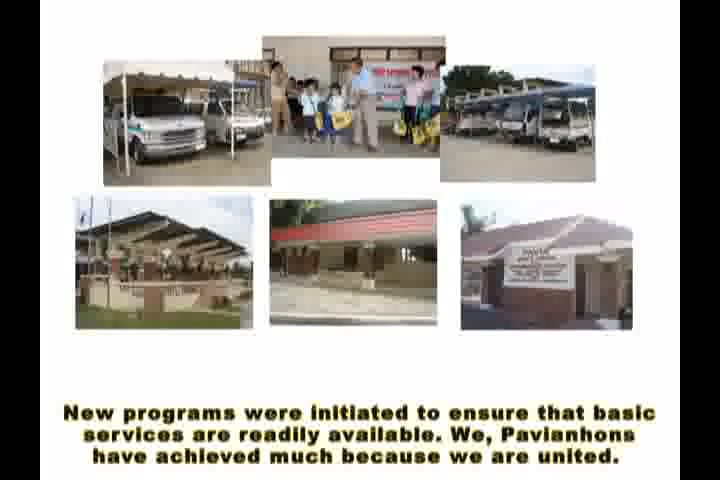 PAVIA
New programs were initiated to ensure that basic
services are readily available. We, Pavianhons
have achieved much because we are united.